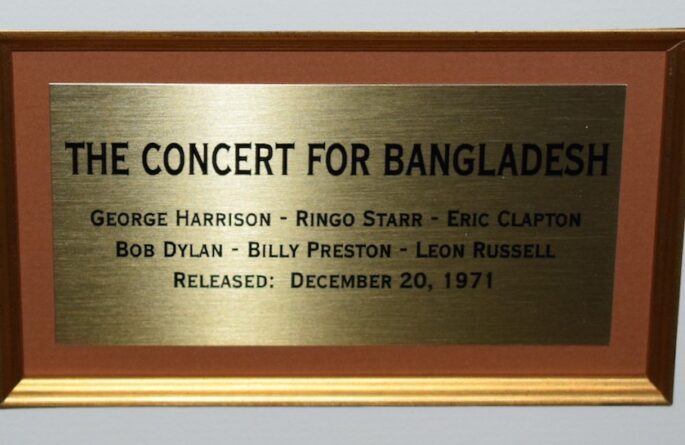 THE CONCERT FOR BANGLADESH
GEORGE HARRISON - RINGO STARR - ERIC CLAPTON
BOB DYLAN - BILLY PRESTON - LEON RUSSELL
RELEASED: DECEMBER 20, 1971